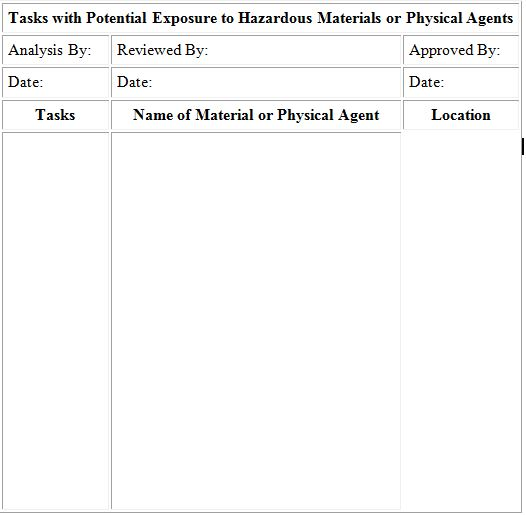 Tasks with Potential Exposure to Hazardous Materials or Physical Agents
Analysis By: Reviewed By: Approved By:
Date: Date: Date:
Tasks Name of Material or Physical Agent Location